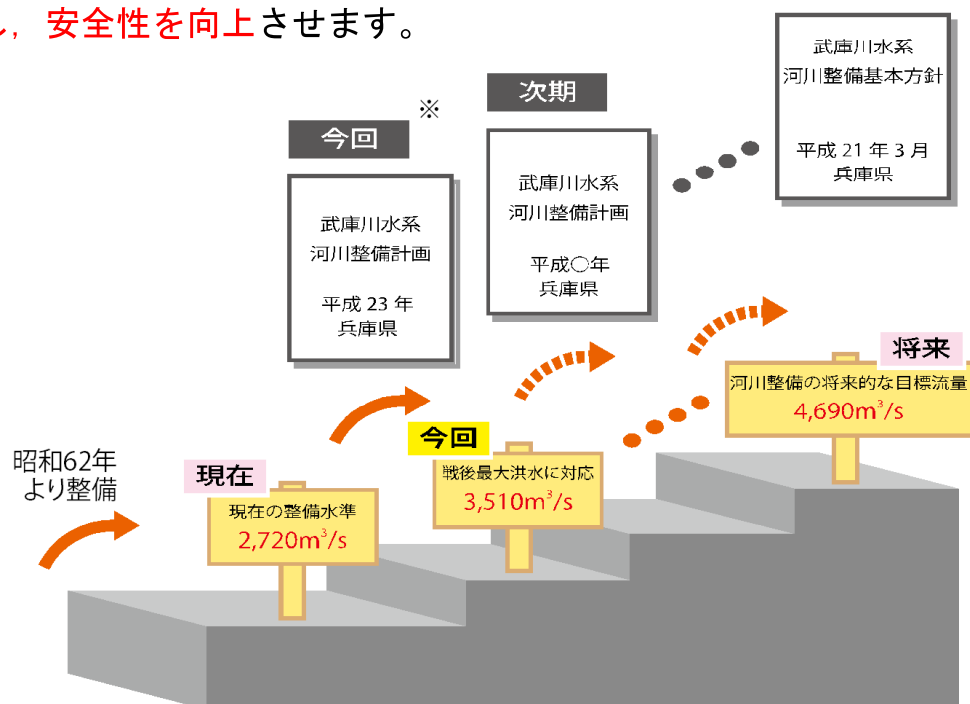 し，安全性を向上させます。
武庫川水系
河川整備基本方針
平成 21 年 3 月
兵庫県
次期
武庫川水系
河川整備計画
平成○年
兵庫県
※
今回
武庫川水系
河川整備計画
平成 23 年
兵庫県
将来
河川整備の将来的な目標流量
4,690m³/s
今回
戦後最大洪水に対応
3,510m³/s
昭和62年
より整備
現在
現在の整備水準
2,720m³/s